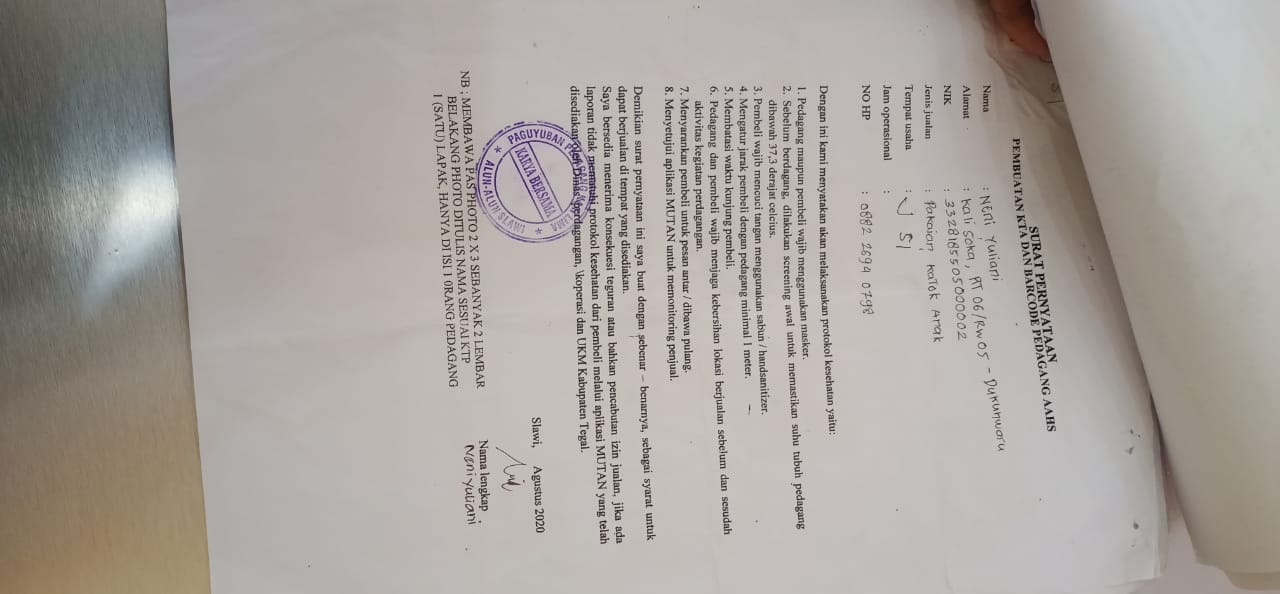 SURAT PERNYATAAN
PEMBUATAN KTA DAN BARCODE PEDAGANG AAHS
Nama : Neni Yuliani
Alamat : Kali Soka, RT 06/RW 05 - Dukuhwaru
NIK : 3328185505000002
Jenis jualan : Pakaian, Katok Anak
Tempat usaha : U 51
Jam operasional :
NO HP : 0882 2694 0798
Dengan ini kami menyatakan akan melaksanakan protokol kesehatan yaitu:
1. Pedagang maupun pembeli wajib menggunakan masker.
2. Sebelum berdagang, dilakukan screening awal untuk memastikan suhu tubuh pedagang
dibawah 37,3 derajat celcius.
3. Pembeli wajib mencuci tangan menggunakan sabun / handsanitizer.
4. Mengatur jarak pembeli dengan pedagang minimal 1 meter.
5. Membatasi waktu kunjung pembeli.
6. Pedagang dan pembeli wajib menjaga kebersihan lokasi berjualan sebelum dan sesudah
aktivitas kegiatan perdagangan.
7. Menyarankan pembeli untuk pesan antar / dibawa pulang.
8. Menyetujui aplikasi MUTAN untuk memonitoring penjual.
Demikian surat pernyataan ini saya buat dengan sebenar – benarnya, sebagai syarat untuk
dapat berjualan di tempat yang disediakan.
Saya bersedia menerima konsekuesi teguran atau bahkan pencabutan izin jualan, jika ada
laporan tidak mematuhi protokol kesehatan dari pembeli melalui aplikasi MUTAN yang telah
disediakan oleh Dinas Perdagangan, \koperasi dan UKM Kabupaten Tegal.
Slawi, Agustus 2020
PAGUYUBAN PEDAGANG KAKI LIMA
KARYA BERSAMA
ALUN-ALUN SLAWI
Nama lengkap
Neni Yuliani
NB ; MEMBAWA PAS PHOTO 2 X 3 SEBANYAK 2 LEMBAR
BELAKANG PHOTO DITULIS NAMA SESUAI KTP
1 (SATU) LAPAK, HANYA DI ISI 1 0RANG PEDAGANG